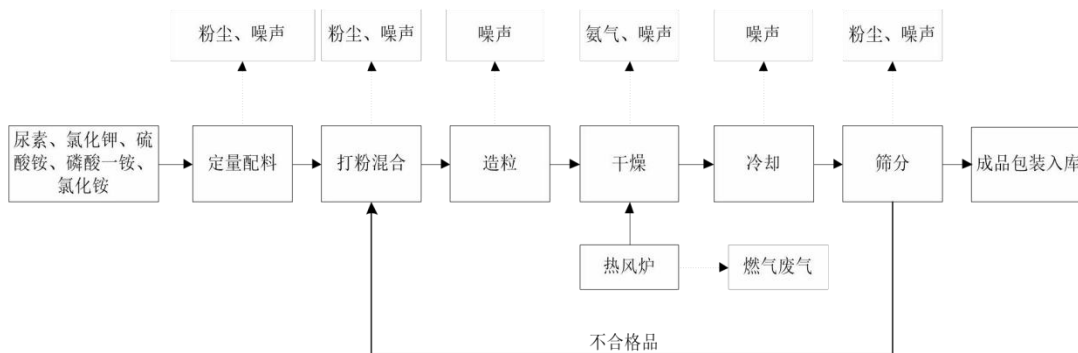 粉尘、噪声
粉尘、噪声
噪声
氨气、噪声
噪声
粉尘、噪声
尿素、氯化钾、硫
酸铵、磷酸一铵、
氯化铵
定量配料
打粉混合
造粒
干燥
冷却
筛分
成品包装入库
热风炉
燃气废气
不合格品